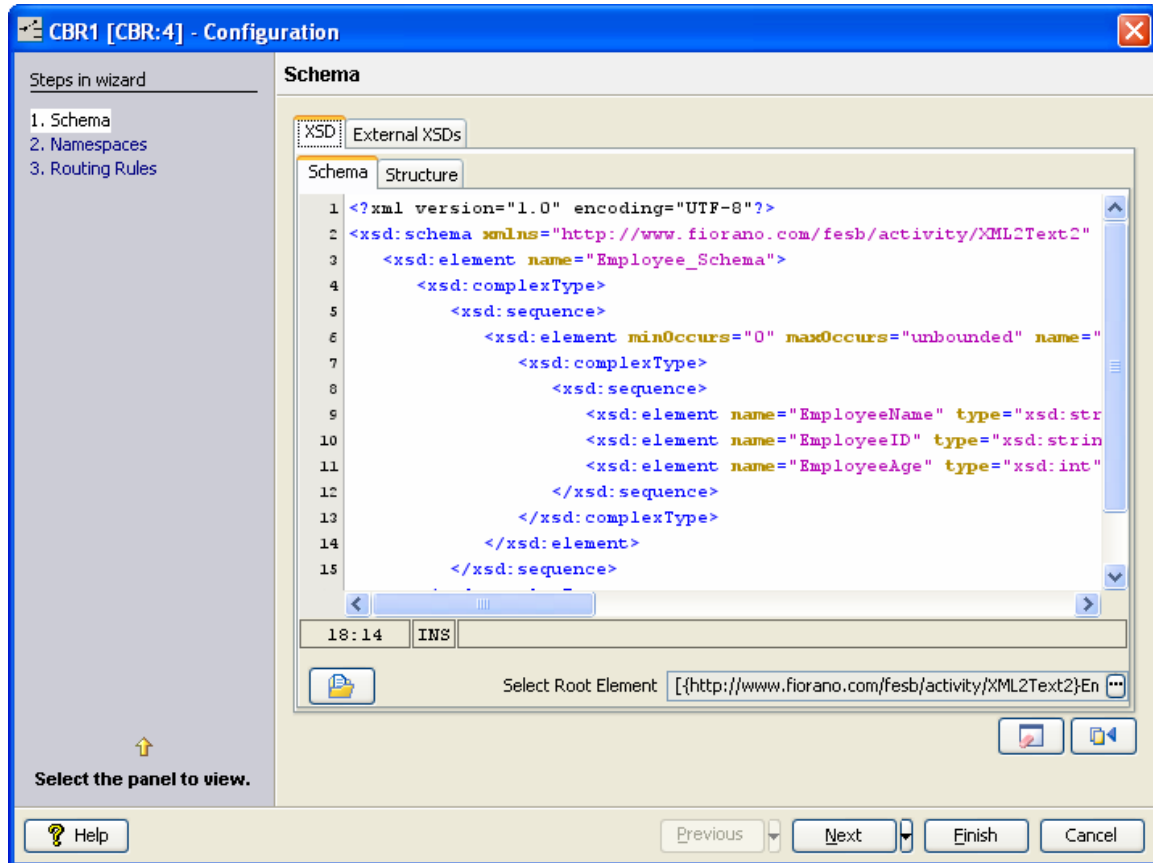 CBR1 [CBR:4] - Configuration
Steps in wizard
1. Schema
2. Namespaces
3. Routing Rules
Select the panel to view.
Schema
XSD External XSDs
Schema Structure
1 <?xml version="1.0" encoding="UTF-8"?>
2 <xsd:schema xmlns="http://www.fiorano.com/fesb/activity/XML2Text2"
3 <xsd:element name="Employee_Schema">
4 <xsd:complexType>
5 <xsd:sequence>
6 <xsd:element minOccurs="0" maxOccurs="unbounded" name="
7 <xsd:complexType>
8 <xsd:sequence>
9 <xsd:element name="EmployeeName" type="xsd:str
10 <xsd:element name="EmployeeID" type="xsd:strin
11 <xsd:element name="EmployeeAge" type="xsd:int"
12 </xsd:sequence>
13 </xsd:complexType>
14 </xsd:element>
15 </xsd:sequence>
18:14 INS
Select Root Element [-{http://www.fiorano.com/fesb/activity/XML2Text2}En ...
Help Previous Next Finish Cancel